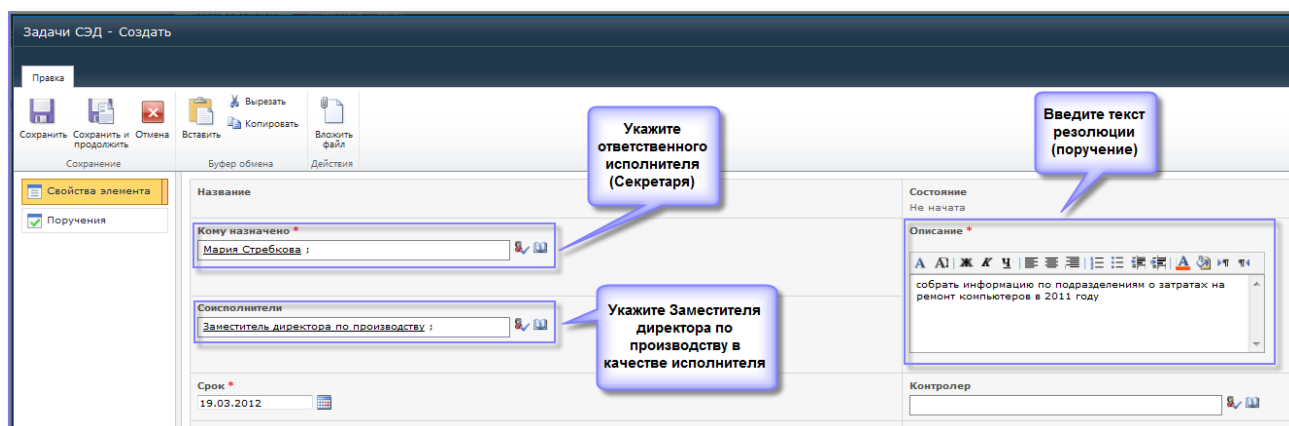 Задачи СЭД - Создать
Правка
Сохранить
Сохранить и
продолжить
Отмена
Сохранение
Вставить
Вырезать
Копировать
Буфер обмена
Вложить
файл
Действия
Укажите
ответственного
исполнителя
(Секретаря)
Введите текст
резолюции
(поручение)
Свойства элемента
Поручения
Название
Состояние
Не начата
Кому назначено *
Мария Стребкова ;
Описание *
собрать информацию по подразделениям о затратах на
ремонт компьютеров в 2011 году
Соисполнители
Заместитель директора по производству ;
Укажите Заместителя
директора по
производству в
качестве исполнителя
Срок *
19.03.2012
Контролер